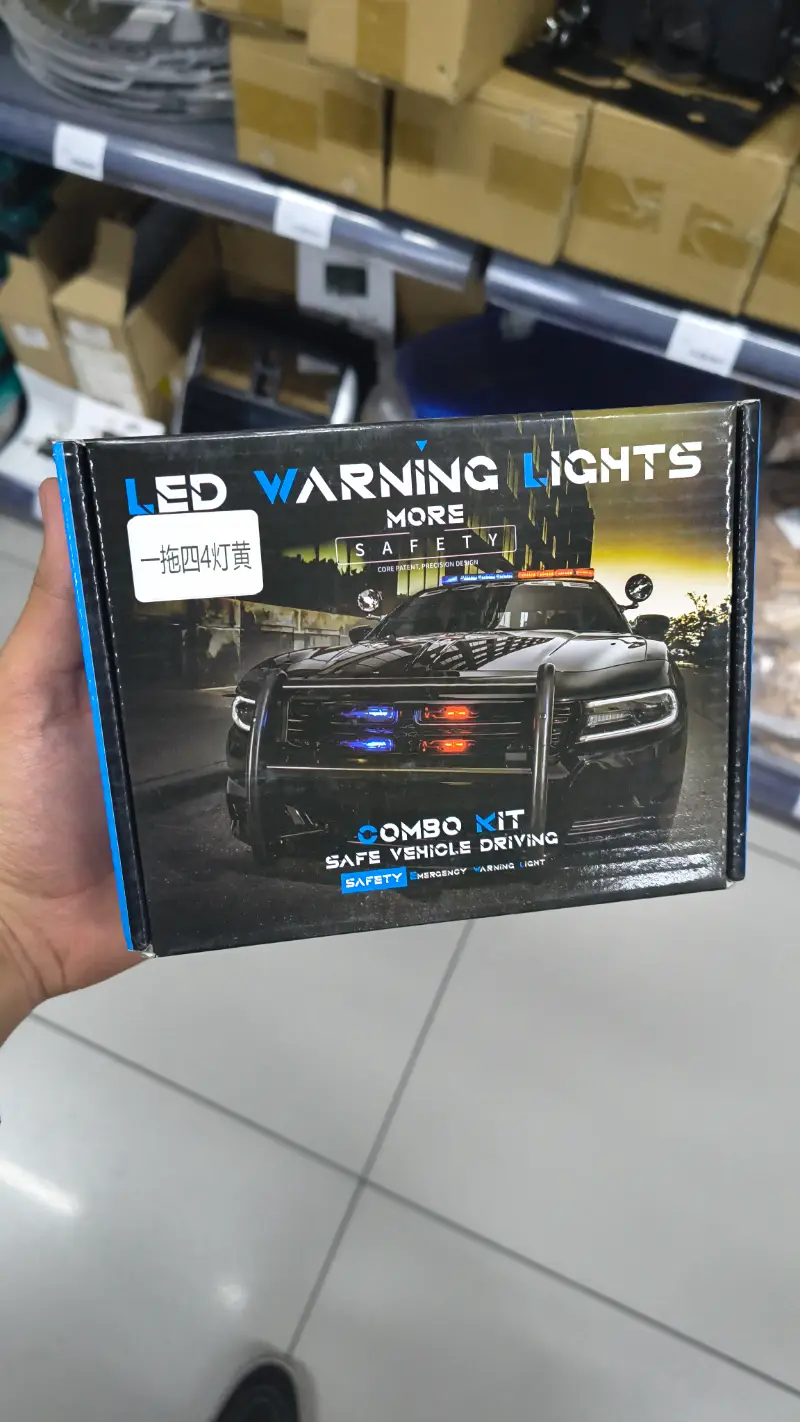 LED WARNING LIGHTS
MORE
SAFETY
CORE PATENT, PRECISION DESIGN
一拖四4灯黄
COMBO KIT
SAFE VEHICLE DRIVING
SAFETY EMERGENCY WARNING LIGHT